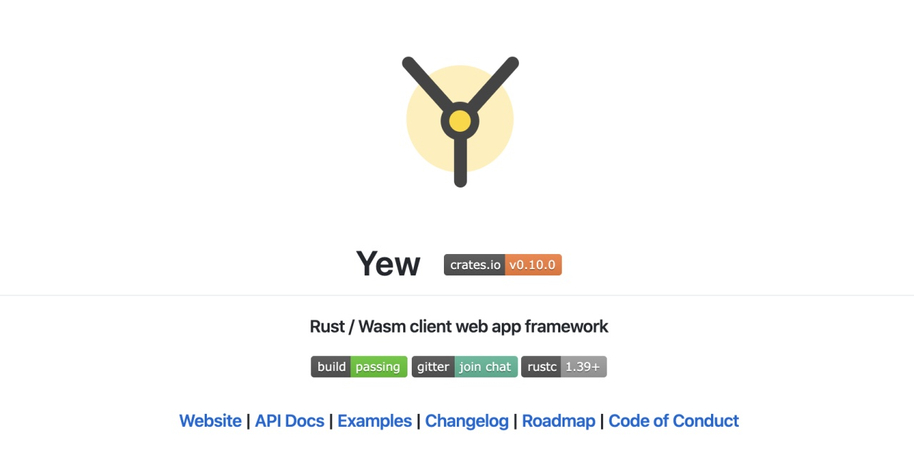 Yew crates.io v0.10.0
Rust / Wasm client web app framework
build passing gitter join chat rustc 1.39+
Website | API Docs | Examples | Changelog | Roadmap | Code of Conduct